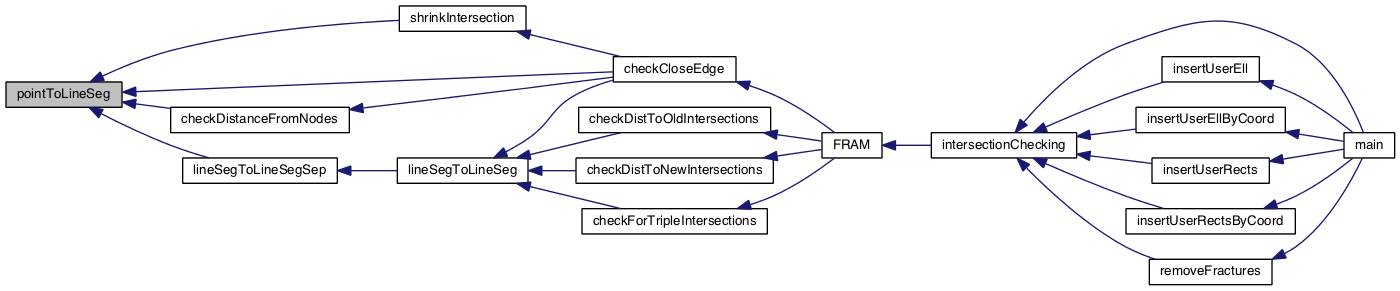 pointToLineSeg
shrinkIntersection
checkDistanceFromNodes
lineSegToLineSegSep
checkCloseEdge
lineSegToLineSeg
checkDistToOldIntersections
checkDistToNewIntersections
checkForTripleIntersections
FRAM
intersectionChecking
insertUserEll
insertUserEllByCoord
insertUserRects
insertUserRectsByCoord
removeFractures
main